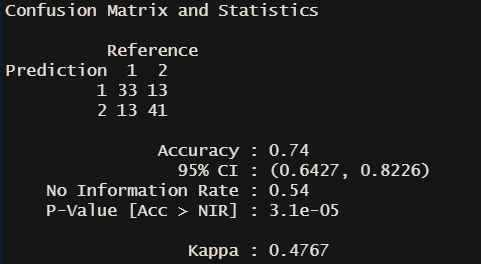 Confusion Matrix and Statistics
Reference
Prediction 1 2
1 33 13
2 13 41
Accuracy : 0.74
95% CI : (0.6427, 0.8226)
No Information Rate : 0.54
P-Value [Acc > NIR] : 3.1e-05
Kappa : 0.4767